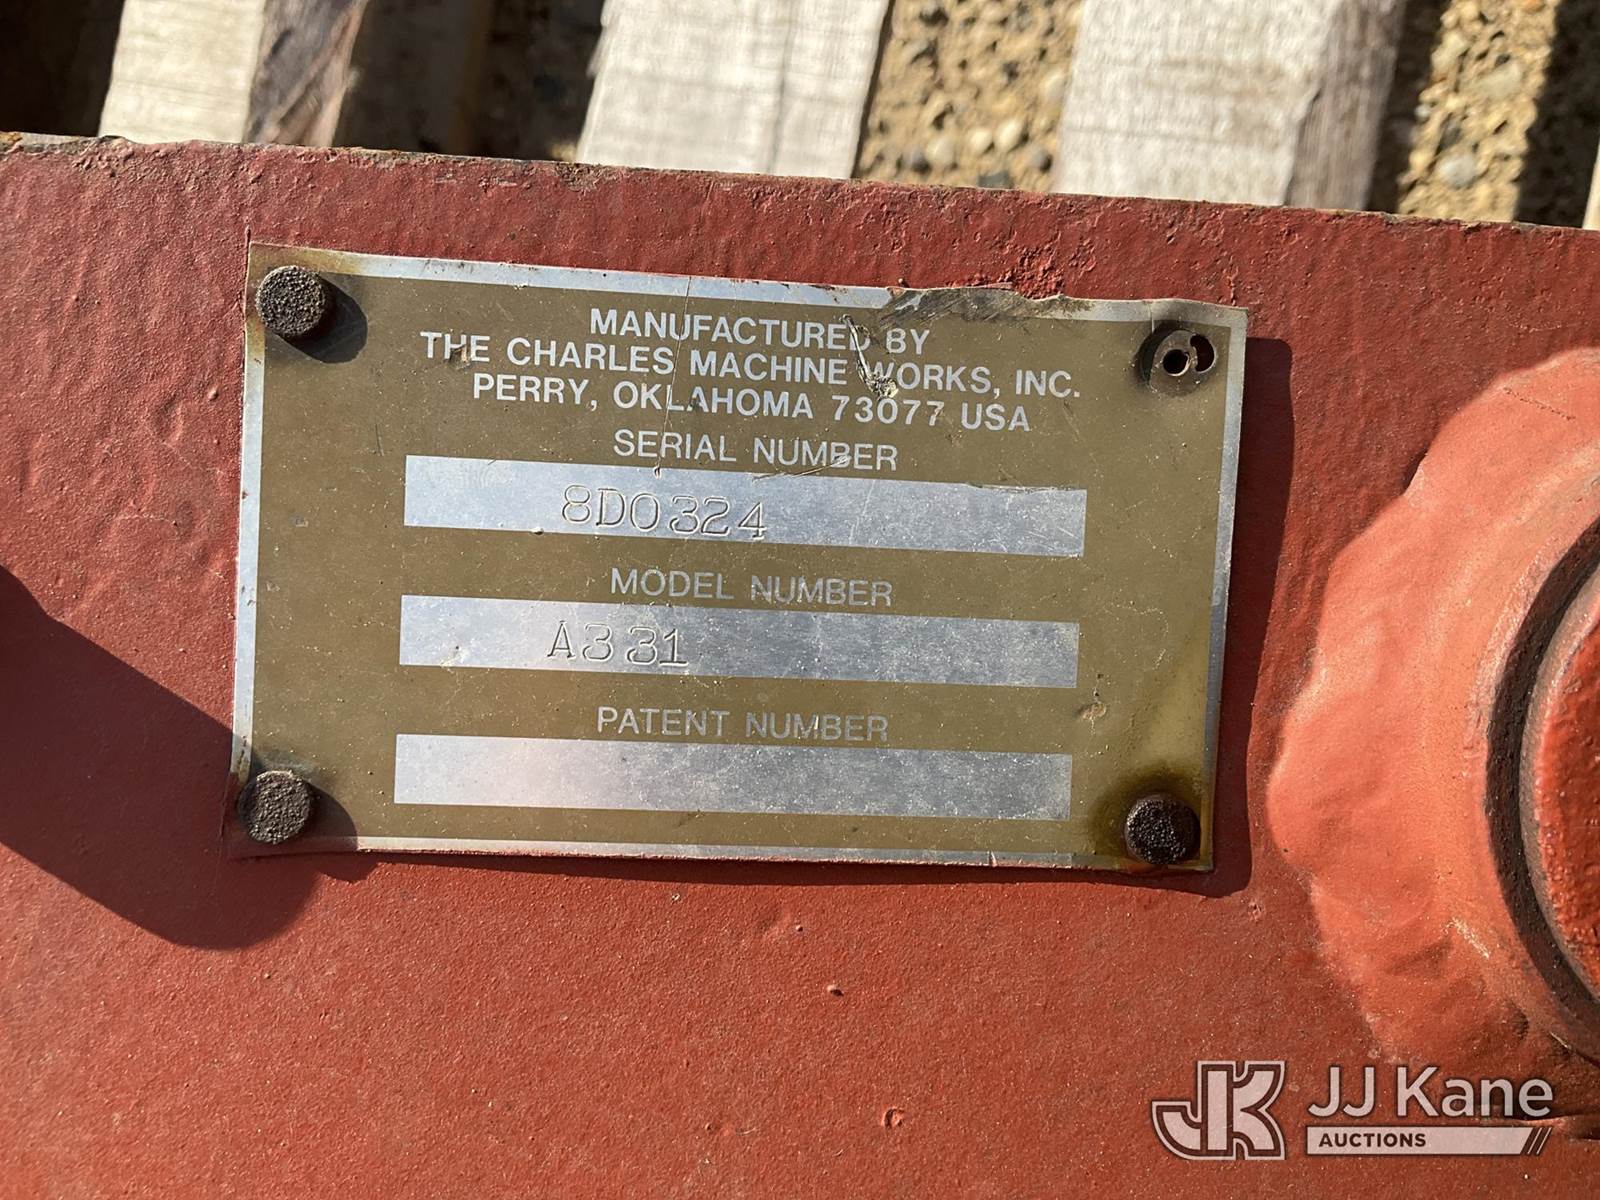 MANUFACTURED BY
THE CHARLES MACHINE WORKS, INC.
PERRY, OKLAHOMA 73077 USA
SERIAL NUMBER
8D0324
MODEL NUMBER
A331
PATENT NUMBER
JK JJ Kane
AUCTIONS